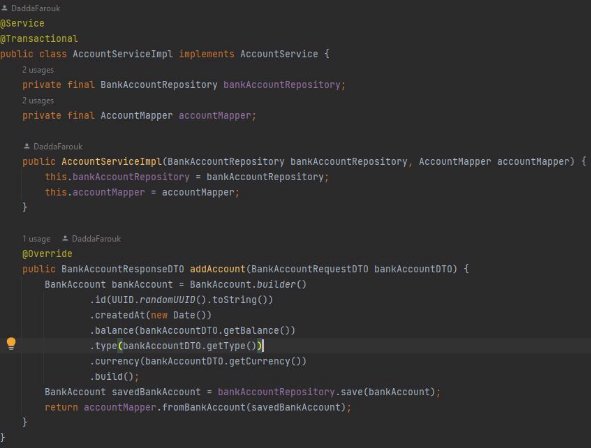 DaddaFarouk
@Service
@Transactional
public class AccountServiceImpl implements AccountService {
2 usages
private final BankAccountRepository bankAccountRepository;
2 usages
private final AccountMapper accountMapper;
DaddaFarouk
public AccountServiceImpl(BankAccountRepository bankAccountRepository, AccountMapper accountMapper) {
this.bankAccountRepository = bankAccountRepository;
this.accountMapper = accountMapper;
}
1 usage DaddaFarouk
@Override
public BankAccountResponseDTO addAccount(BankAccountRequestDTO bankAccountDTO) {
BankAccount bankAccount = BankAccount.builder()
.id(UUID.randomUUID().toString())
.createdAt(new Date())
.balance(bankAccountDTO.getBalance())
.type(bankAccountDTO.getType())
.currency(bankAccountDTO.getCurrency())
.build();
BankAccount savedBankAccount = bankAccountRepository.save(bankAccount);
return accountMapper.fromBankAccount(savedBankAccount);
}
}